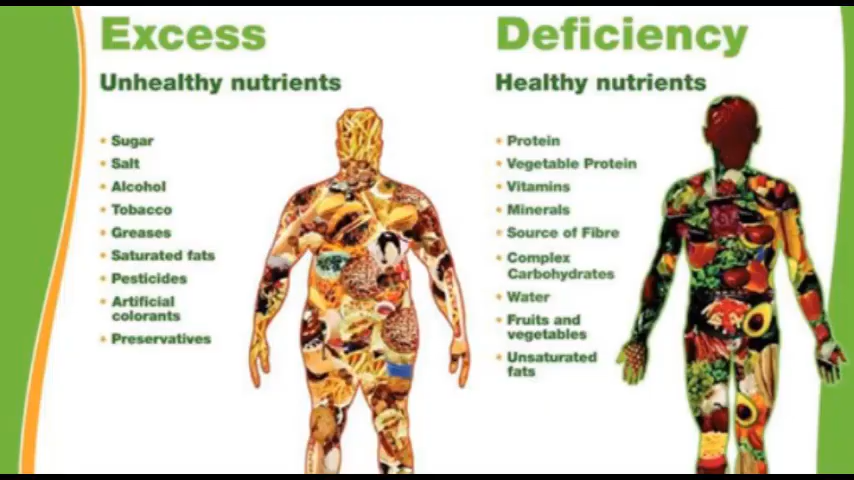 Excess
Unhealthy nutrients
Sugar
Salt
Alcohol
Tobacco
Greases
Saturated fats
Pesticides
Artificial
colorants
Preservatives
Deficiency
Healthy nutrients
Protein
Vegetable Protein
Vitamins
Minerals
Source of Fibre
Complex
Carbohydrates
Water
Fruits and
vegetables
Unsaturated
fats